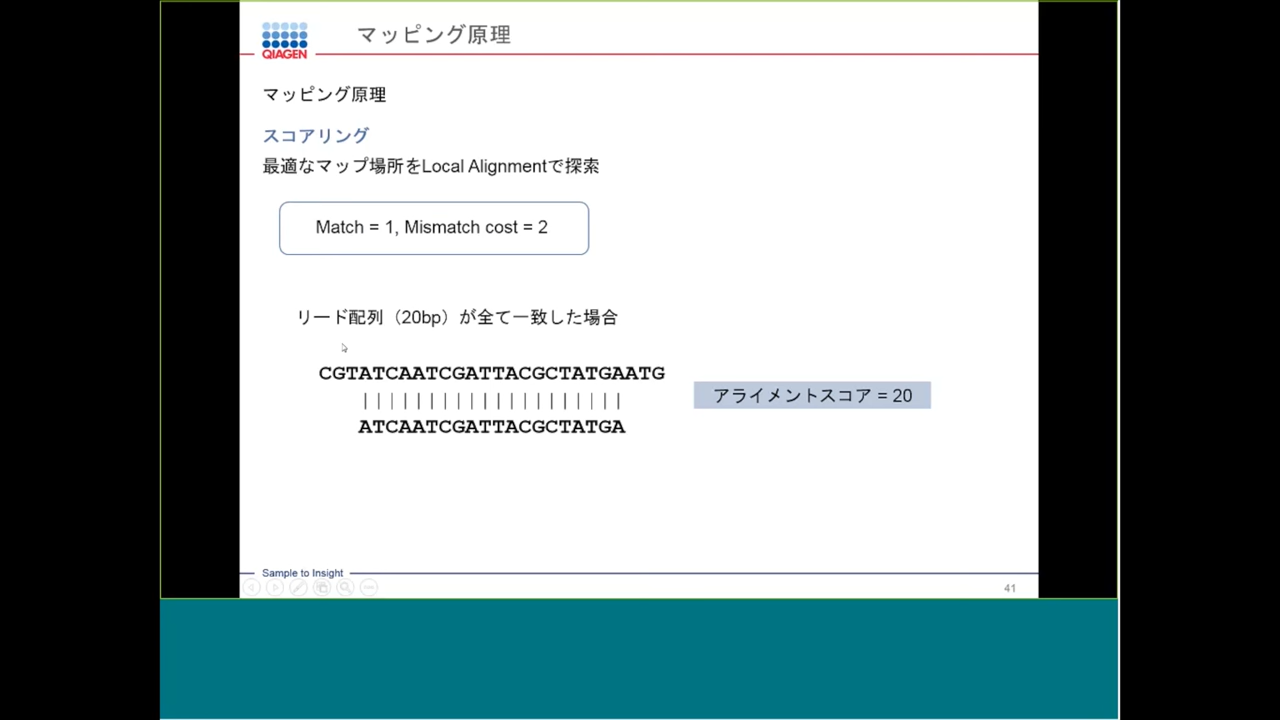 QIAGEN
マッピング原理
マッピング原理
スコアリング
最適なマップ場所をLocal Alignmentで探索
Match = 1, Mismatch cost = 2
リード配列（20bp）が全て一致した場合
CGTATCAATCGATTACGCTATGAATG
||||||||||||||||||||
ATCAATCGATTACGCTATGA
アライメントスコア = 20
Sample to Insight
41